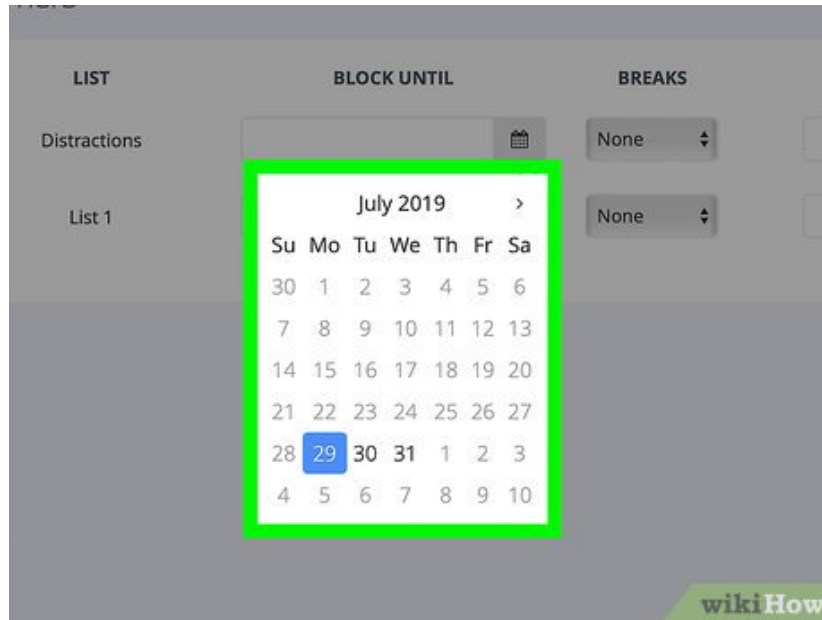 LIST BLOCK UNTIL BREAKS
Distractions None
List 1 None
July 2019 >
Su Mo Tu We Th Fr Sa
30 1 2 3 4 5 6
7 8 9 10 11 12 13
14 15 16 17 18 19 20
21 22 23 24 25 26 27
28 29 30 31 1 2 3
4 5 6 7 8 9 10
wikiHow